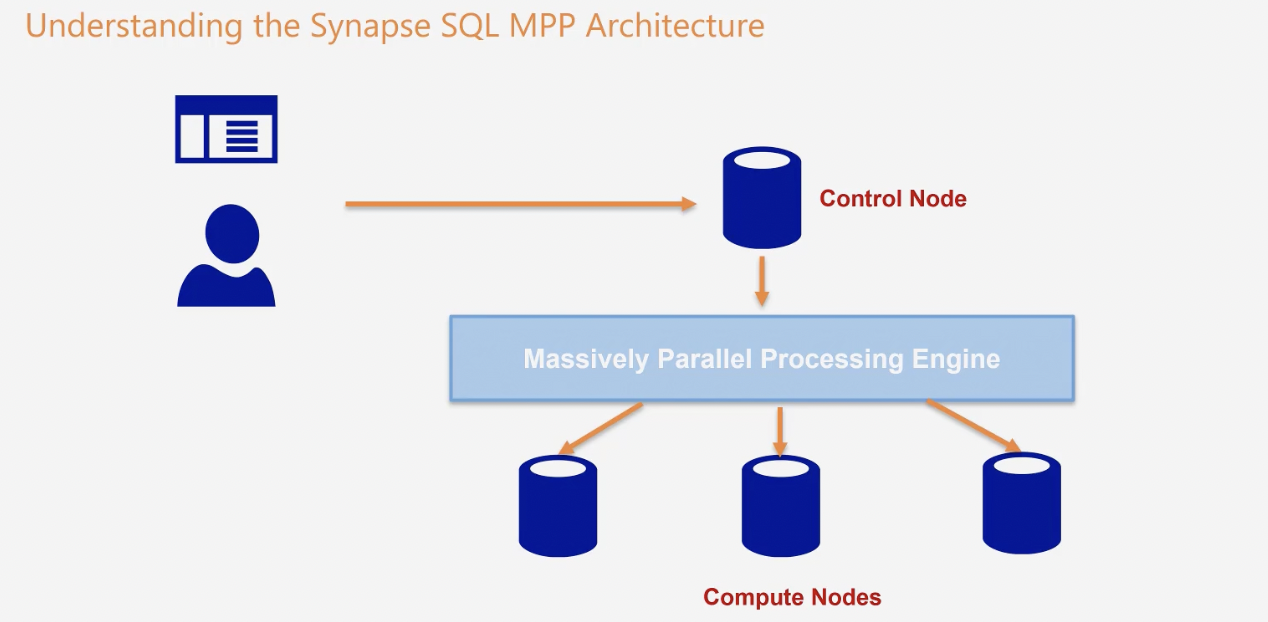 Understanding the Synapse SQL MPP Architecture
Control Node
Massively Parallel Processing Engine
Compute Nodes